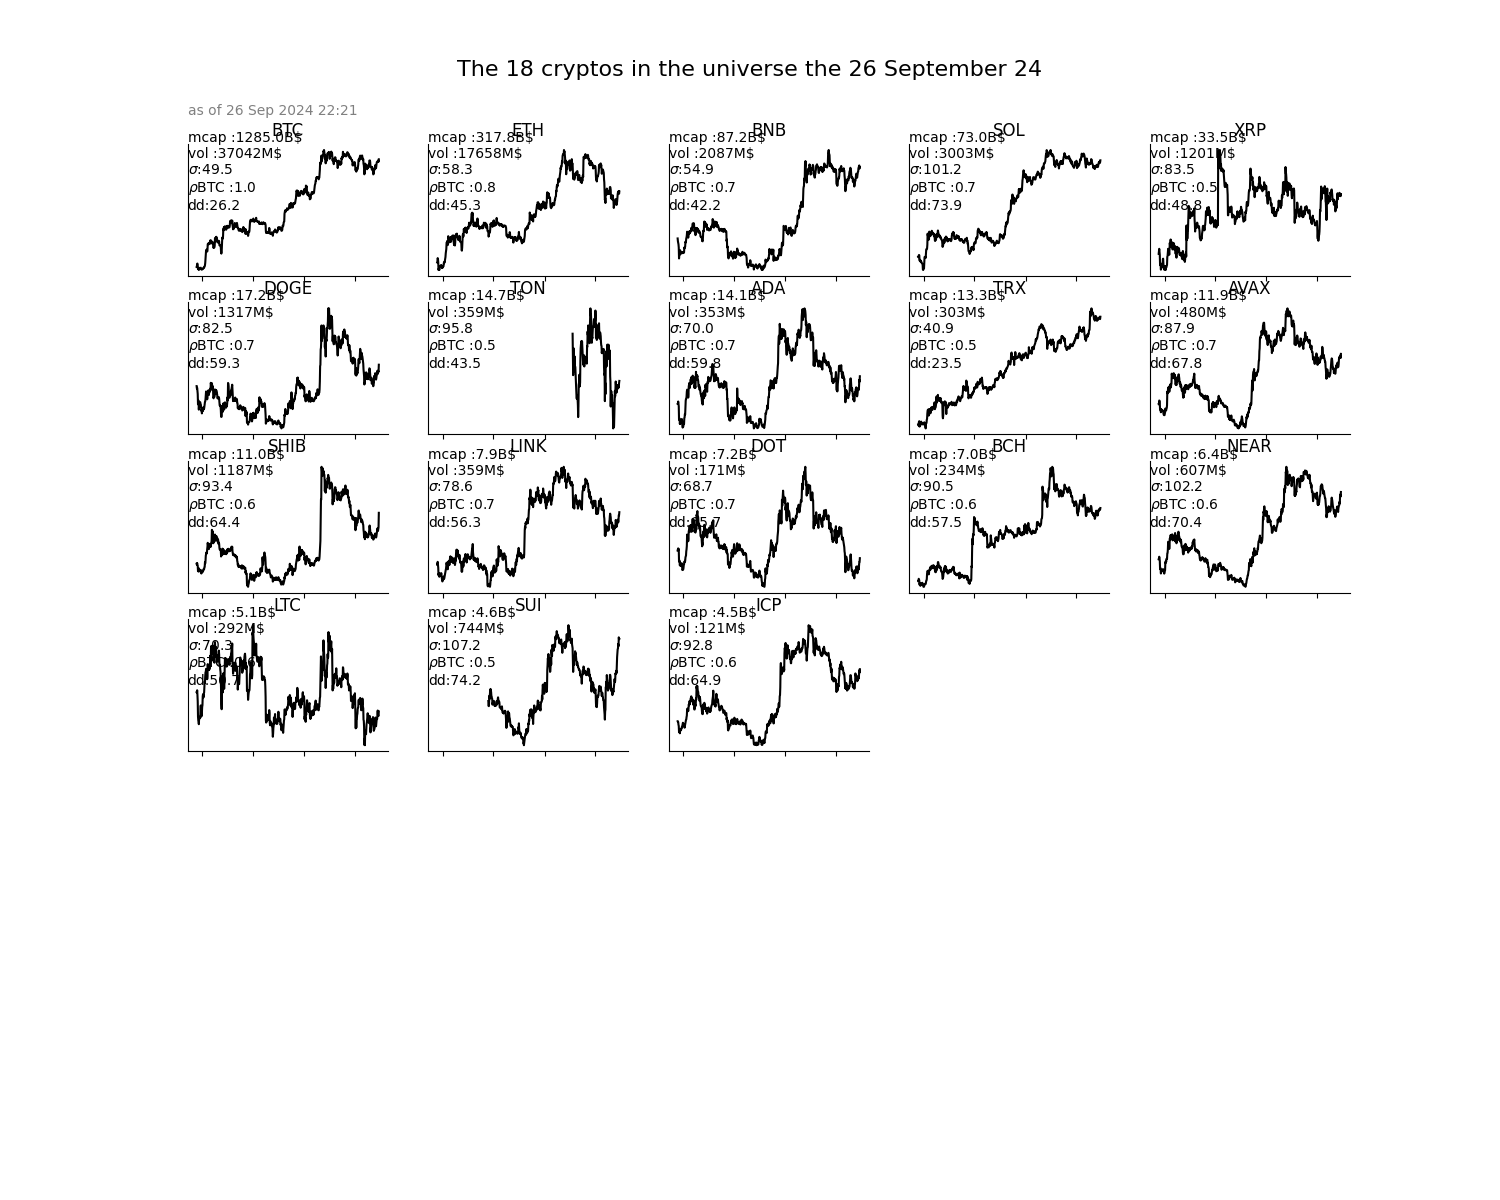 The 18 cryptos in the universe the 26 September 24
as of 26 Sep 2024 22:21
BTC
mcap :1285.0B$
vol :37042M$
σ:49.5
ρBTC :1.0
dd:26.2
ETH
mcap :317.8B$
vol :17658M$
σ:58.3
ρBTC :0.8
dd:45.3
BNB
mcap :87.2B$
vol :2087M$
σ:54.9
ρBTC :0.7
dd:42.2
SOL
mcap :73.0B$
vol :3003M$
σ:101.2
ρBTC :0.7
dd:73.9
XRP
mcap :33.5B$
vol :1201M$
σ:83.5
ρBTC :0.5
dd:48.8
DOGE
mcap :17.2B$
vol :1317M$
σ:82.5
ρBTC :0.7
dd:59.3
TON
mcap :14.7B$
vol :359M$
σ:95.8
ρBTC :0.5
dd:43.5
ADA
mcap :14.1B$
vol :353M$
σ:70.0
ρBTC :0.7
dd:59.8
TRX
mcap :13.3B$
vol :303M$
σ:40.9
ρBTC :0.5
dd:23.5
AVAX
mcap :11.9B$
vol :480M$
σ:87.9
ρBTC :0.7
dd:67.8
SHIB
mcap :11.0B$
vol :1187M$
σ:93.4
ρBTC :0.6
dd:64.4
LINK
mcap :7.9B$
vol :359M$
σ:78.6
ρBTC :0.7
dd:56.3
DOT
mcap :7.2B$
vol :171M$
σ:68.7
ρBTC :0.7
BCH
mcap :7.0B$
vol :234M$
σ:90.5
ρBTC :0.6
dd:57.5
NEAR
mcap :6.4B$
vol :607M$
σ:102.2
ρBTC :0.6
dd:70.4
LTC
mcap :5.1B$
vol :292M$
σ:70.3
SUI
mcap :4.6B$
vol :744M$
σ:107.2
ρBTC :0.5
dd:74.2
ICP
mcap :4.5B$
vol :121M$
σ:92.8
ρBTC :0.6
dd:64.9